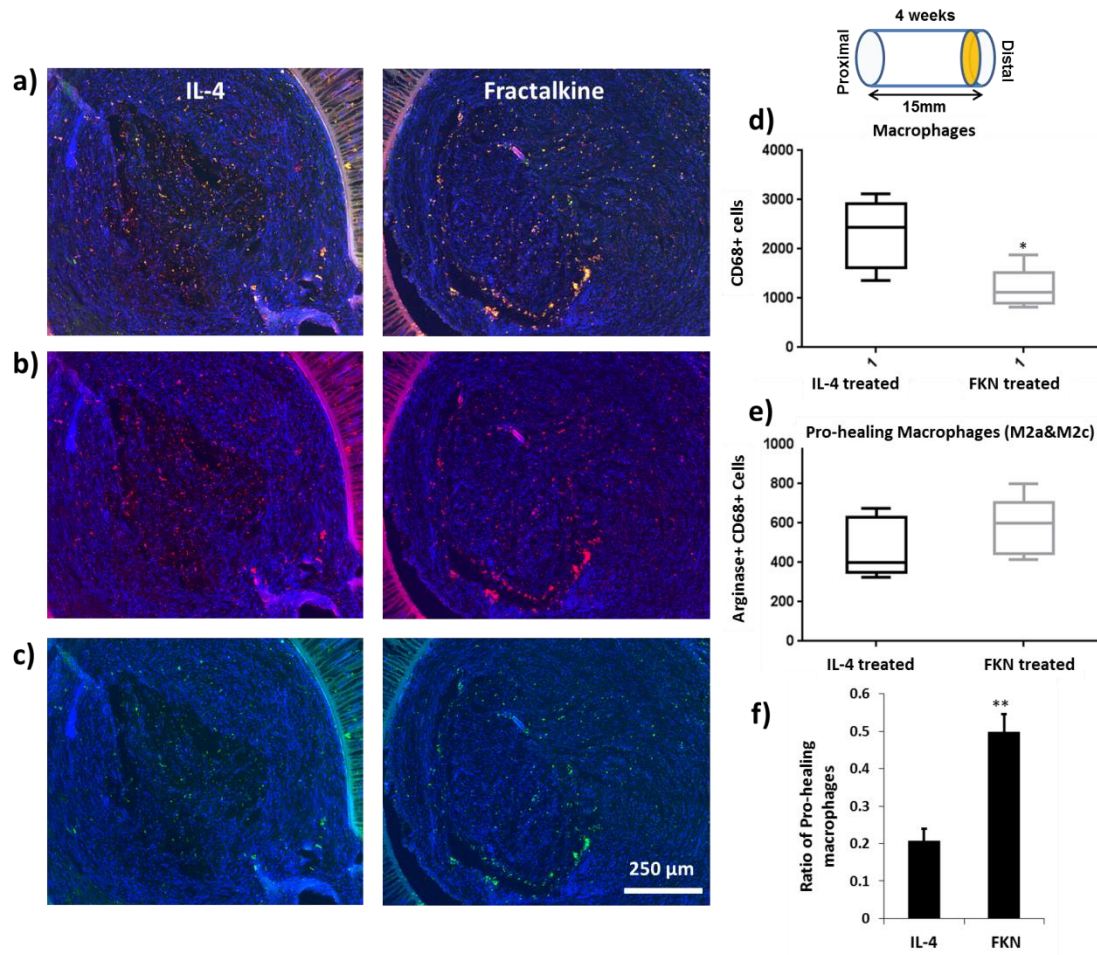 a)
IL-4
Fractalkine
b)
c)
250 µm
4 weeks
Proximal
Distal
15mm
d)
Macrophages
CD68+ cells
4000
3000
2000
1000
0
*
1
1
IL-4 treated
FKN treated
e)
Pro-healing Macrophages (M2a&M2c)
Arginase+ CD68+ Cells
1000
800
600
400
200
0
IL-4 treated
FKN treated
f)
Ratio of Pro-healing
macrophages
0.6
0.5
0.4
0.3
0.2
0.1
0
**
IL-4
FKN